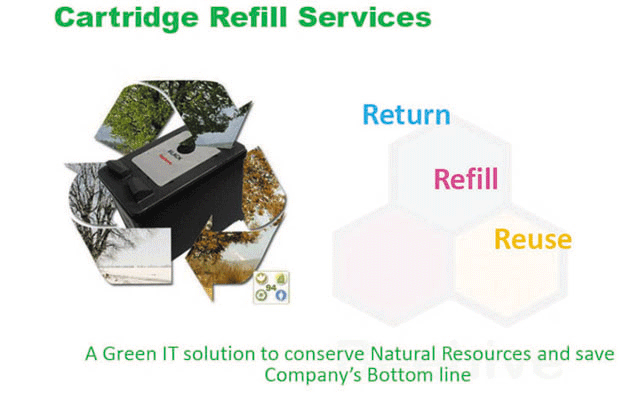 Cartridge Refill Services
BLACK
Return
Refill
Reuse
94
A Green IT solution to conserve Natural Resources and save
Company's Bottom line